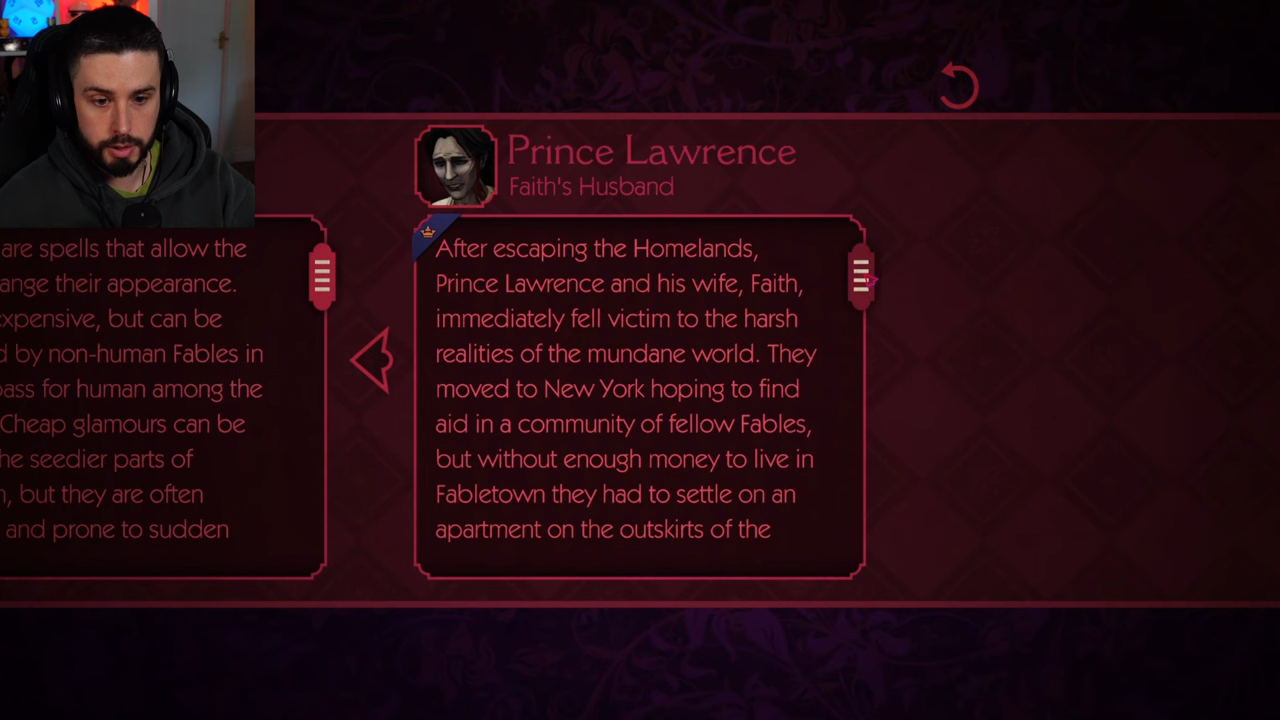 Prince Lawrence
Faith's Husband
are spells that allow the
ange their appearance.
expensive, but can be
d by non-human Fables in
pass for human among the
Cheap glamours can be
he seedier parts of
n, but they are often
and prone to sudden
After escaping the Homelands,
Prince Lawrence and his wife, Faith,
immediately fell victim to the harsh
realities of the mundane world. They
moved to New York hoping to find
aid in a community of fellow Fables,
but without enough money to live in
Fabletown they had to settle on an
apartment on the outskirts of the